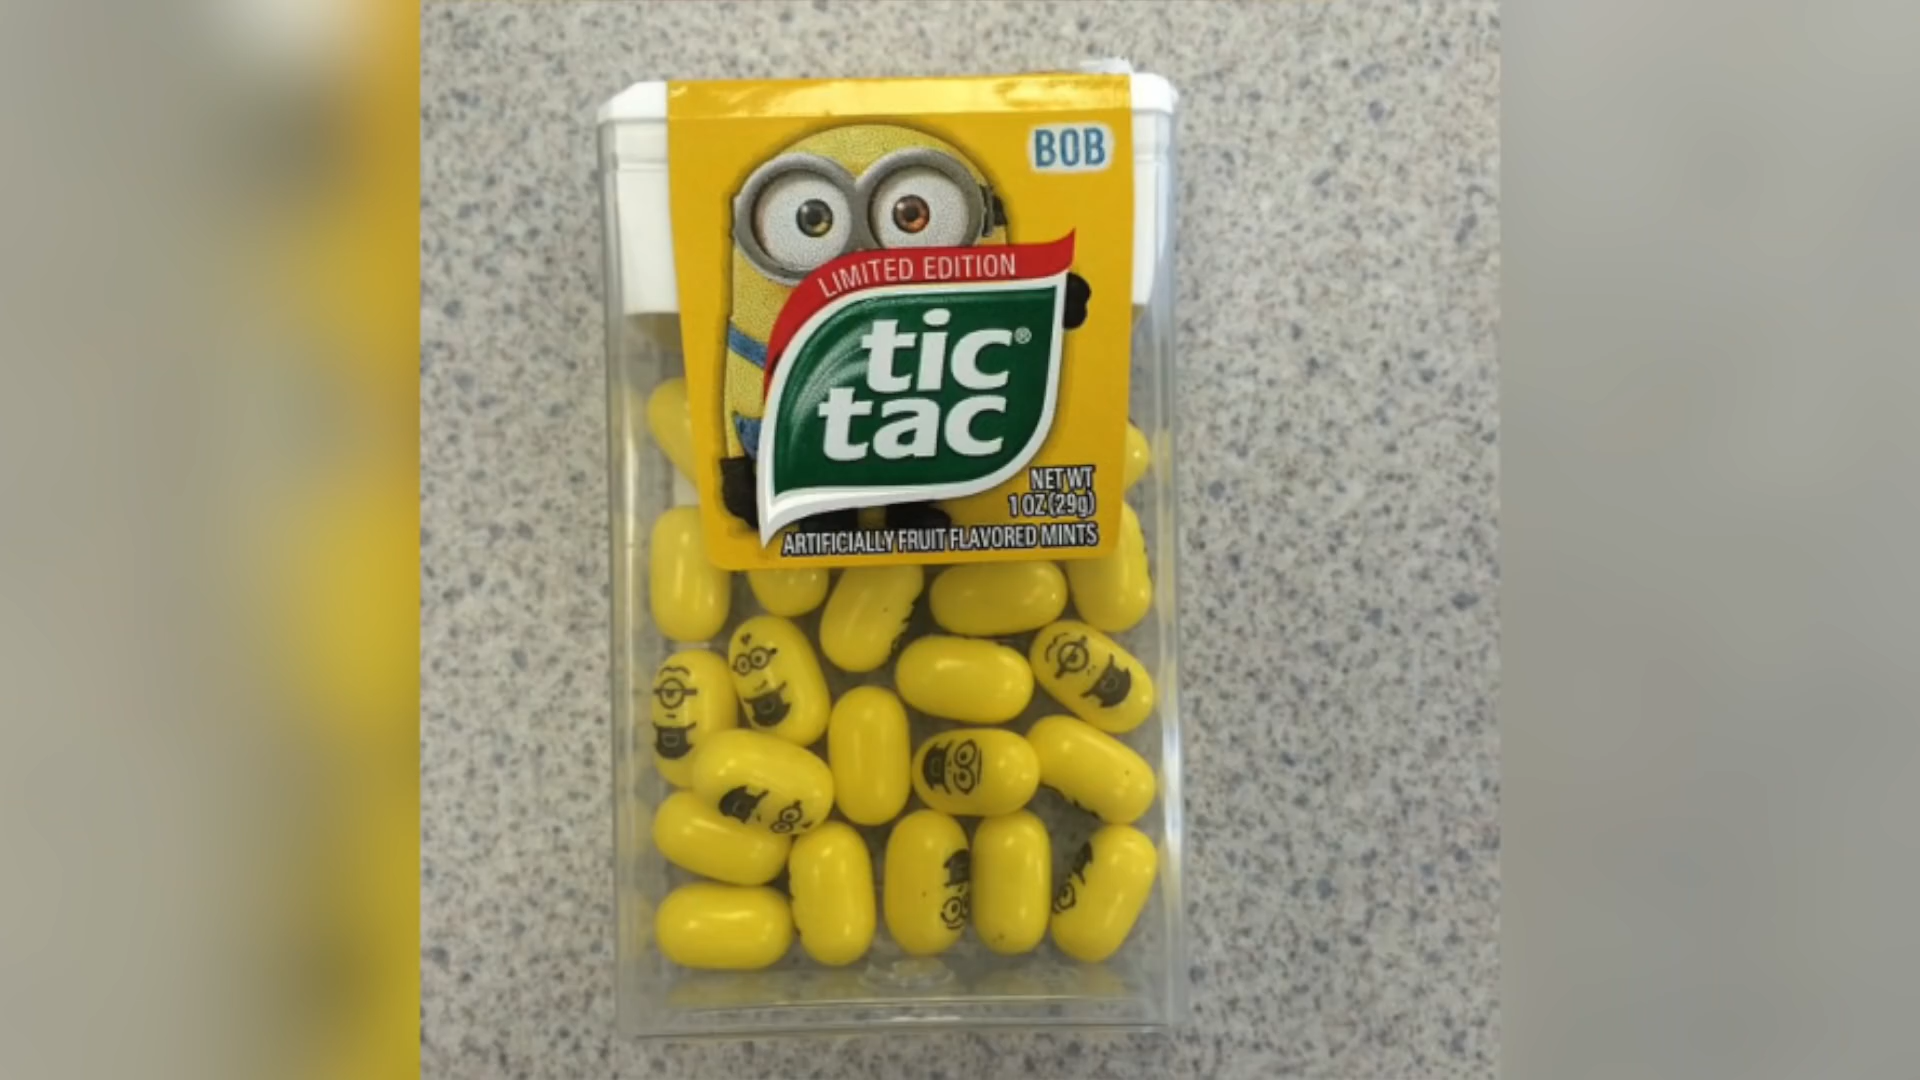 BOB
LIMITED EDITION
tic®
tac
NET WT
1 OZ (29g)
ARTIFICIALLY FRUIT FLAVORED MINTS